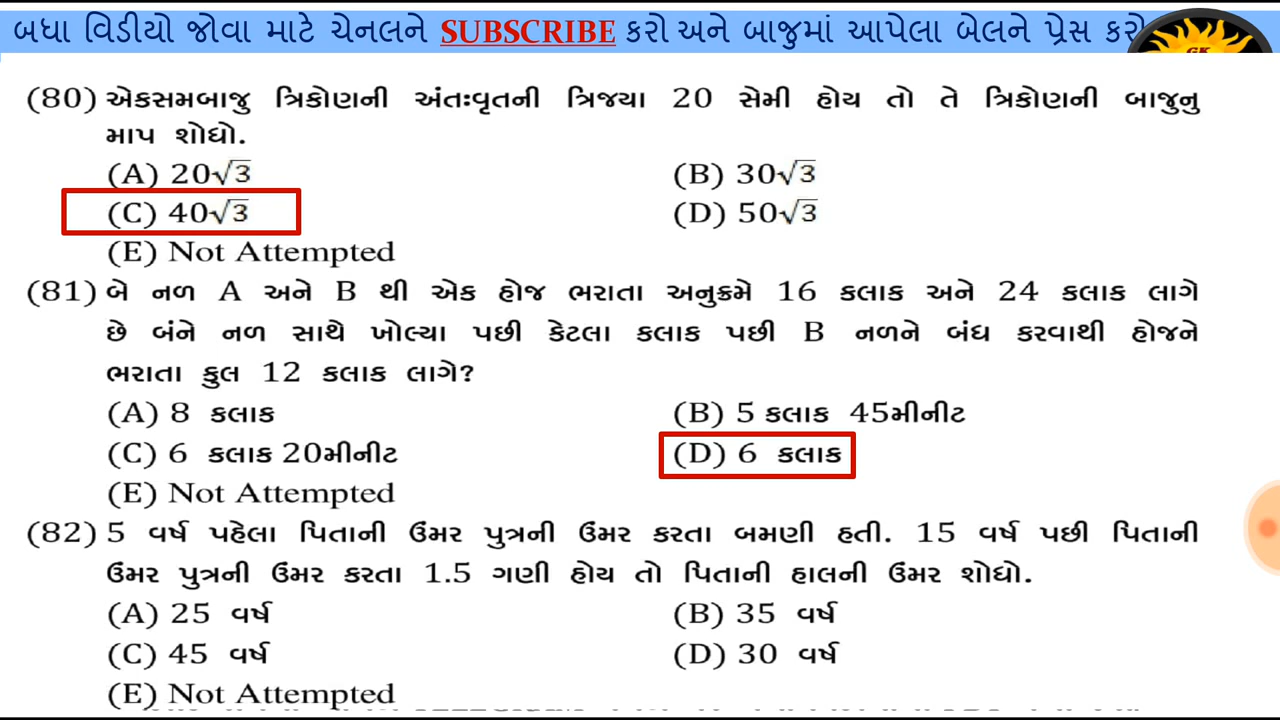 બધા વિડીયો જોવા માટે ચેનલને SUBSCRIBE કરો અને બાજુમાં આપેલા બેલને પ્રેસ કરો
GK
(80) એકસમબાજુ ત્રિકોણની અંતઃવૃતની ત્રિજ્યા 20 સેમી હોય તો તે ત્રિકોણની બાજુનુ
માપ શોધો.
(A) 20√3 (B) 30√3
(C) 40√3 (D) 50√3
(E) Not Attempted
(81) બે નળ A અને B થી એક હોજ ભરાતા અનુક્રમે 16 કલાક અને 24 કલાક લાગે
છે બંને નળ સાથે ખોલ્યા પછી કેટલા કલાક પછી B નળને બંધ કરવાથી હોજને
ભરાતા કુલ 12 કલાક લાગે?
(A) 8 કલાક (B) 5 કલાક 45મીનીટ
(C) 6 કલાક 20મીનીટ (D) 6 કલાક
(E) Not Attempted
(82) 5 વર્ષ પહેલા પિતાની ઉંમર પુત્રની ઉંમર કરતા બમણી હતી. 15 વર્ષ પછી પિતાની
ઉંમર પુત્રની ઉંમર કરતા 1.5 ગણી હોય તો પિતાની હાલની ઉંમર શોધો.
(A) 25 વર્ષ (B) 35 વર્ષ
(C) 45 વર્ષ (D) 30 વર્ષ
(E) Not Attempted